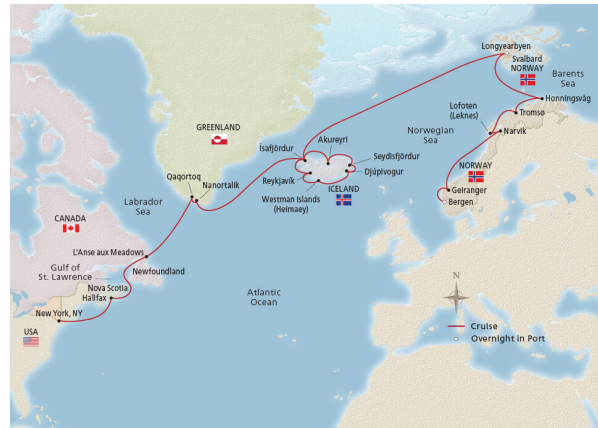 Longyearbyen
Svalbard
NORWAY
Barents
Sea
Honningsvåg
Tromsø
Lofoten
(Leknes)
Narvik
Norwegian
Sea
GREENLAND
Ísafjördur
Akureyri
Seydisfjördur
Djúpivogur
NORWAY
Qaqortoq
Nanortalik
Reykjavík
ICELAND
Westman Islands
(Heimaey)
Geiranger
Bergen
Labrador
Sea
CANADA
L'Anse aux Meadows
Gulf of
St. Lawrence
Newfoundland
Nova Scotia
Halifax
New York, NY
USA
Atlantic
Ocean
N
Cruise
Overnight in Port